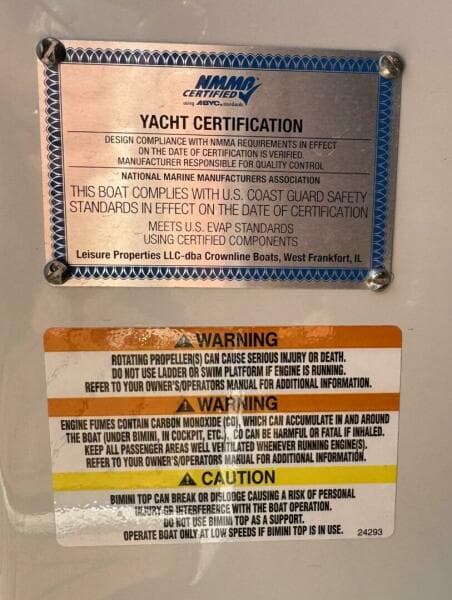 NMMA
CERTIFIED
using ABYC standards
YACHT CERTIFICATION
DESIGN COMPLIANCE WITH NMMA REQUIREMENTS IN EFFECT
ON THE DATE OF CERTIFICATION IS VERIFIED.
MANUFACTURER RESPONSIBLE FOR QUALITY CONTROL
NATIONAL MARINE MANUFACTURERS ASSOCIATION
THIS BOAT COMPLIES WITH U.S. COAST GUARD SAFETY
STANDARDS IN EFFECT ON THE DATE OF CERTIFICATION
MEETS U.S. EVAP STANDARDS
USING CERTIFIED COMPONENTS
Leisure Properties LLC-dba Crownline Boats, West Frankfort, IL
WARNING
ROTATING PROPELLER(S) CAN CAUSE SERIOUS INJURY OR DEATH.
DO NOT USE LADDER OR SWIM PLATFORM IF ENGINE IS RUNNING.
REFER TO YOUR OWNER'S/OPERATORS MANUAL FOR ADDITIONAL INFORMATION.
WARNING
ENGINE FUMES CONTAIN CARBON MONOXIDE (CO), WHICH CAN ACCUMULATE IN AND AROUND
THE BOAT (UNDER BIMINI, IN COCKPIT, ETC.). CO CAN BE HARMFUL OR FATAL IF INHALED.
KEEP ALL PASSENGER AREAS WELL VENTILATED WHENEVER RUNNING ENGINE(S).
REFER TO YOUR OWNER'S/OPERATORS MANUAL FOR ADDITIONAL INFORMATION.
CAUTION
BIMINI TOP CAN BREAK OR DISLODGE CAUSING A RISK OF PERSONAL
INJURY OR INTERFERENCE WITH THE BOAT OPERATION.
DO NOT USE BIMINI TOP AS A SUPPORT.
OPERATE BOAT ONLY AT LOW SPEEDS IF BIMINI TOP IS IN USE.
24293